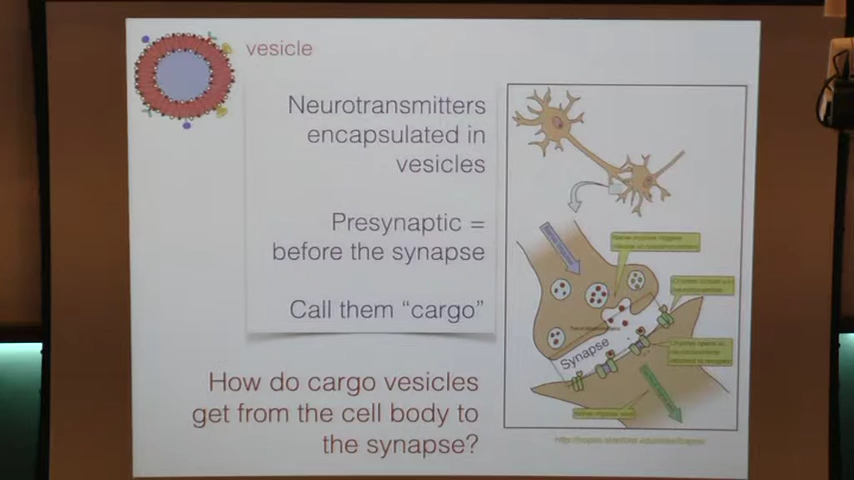 vesicle
Neurotransmitters
encapsulated in
vesicles
Presynaptic =
before the synapse
Call them “cargo”
How do cargo vesicles
get from the cell body to
the synapse?
Synapse